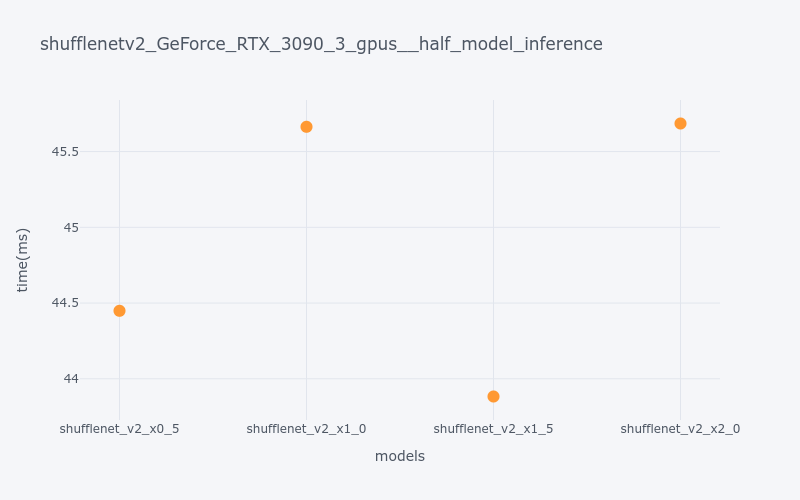 shufflenetv2_GeForce_RTX_3090_3_gpus__half_model_inference
45.5
45
44.5
44
time(ms)
shufflenet_v2_x0_5
shufflenet_v2_x1_0
shufflenet_v2_x1_5
shufflenet_v2_x2_0
models